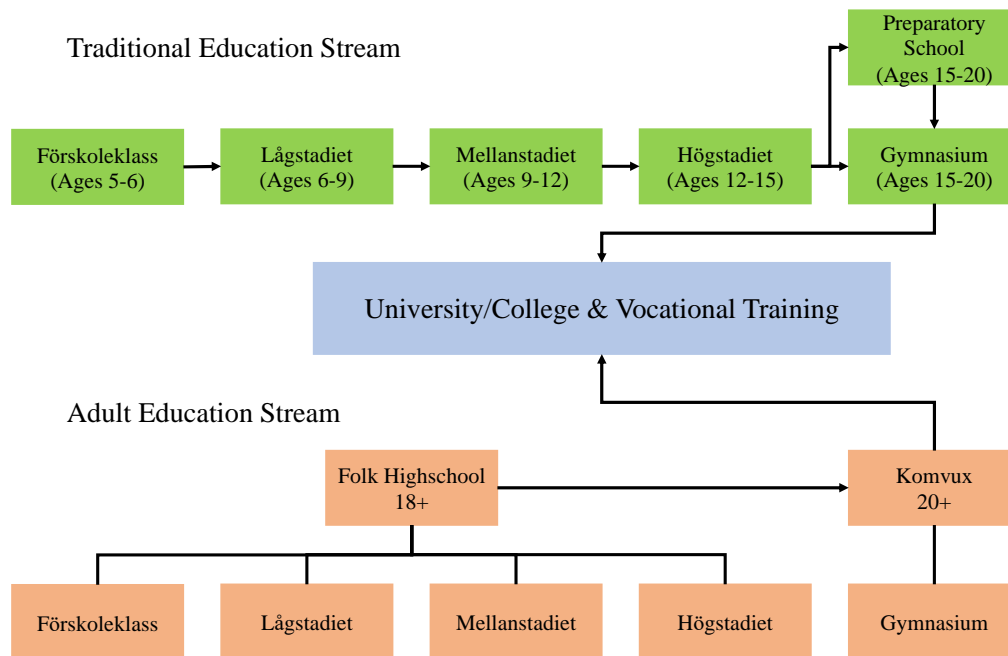 Traditional Education Stream
Preparatory
School
(Ages 15-20)
Förskoleklass
(Ages 5-6)
Lågstadiet
(Ages 6-9)
Mellanstadiet
(Ages 9-12)
Högstadiet
(Ages 12-15)
Gymnasium
(Ages 15-20)
University/College & Vocational Training
Adult Education Stream
Folk Highschool
18+
Komvux
20+
Förskoleklass
Lågstadiet
Mellanstadiet
Högstadiet
Gymnasium